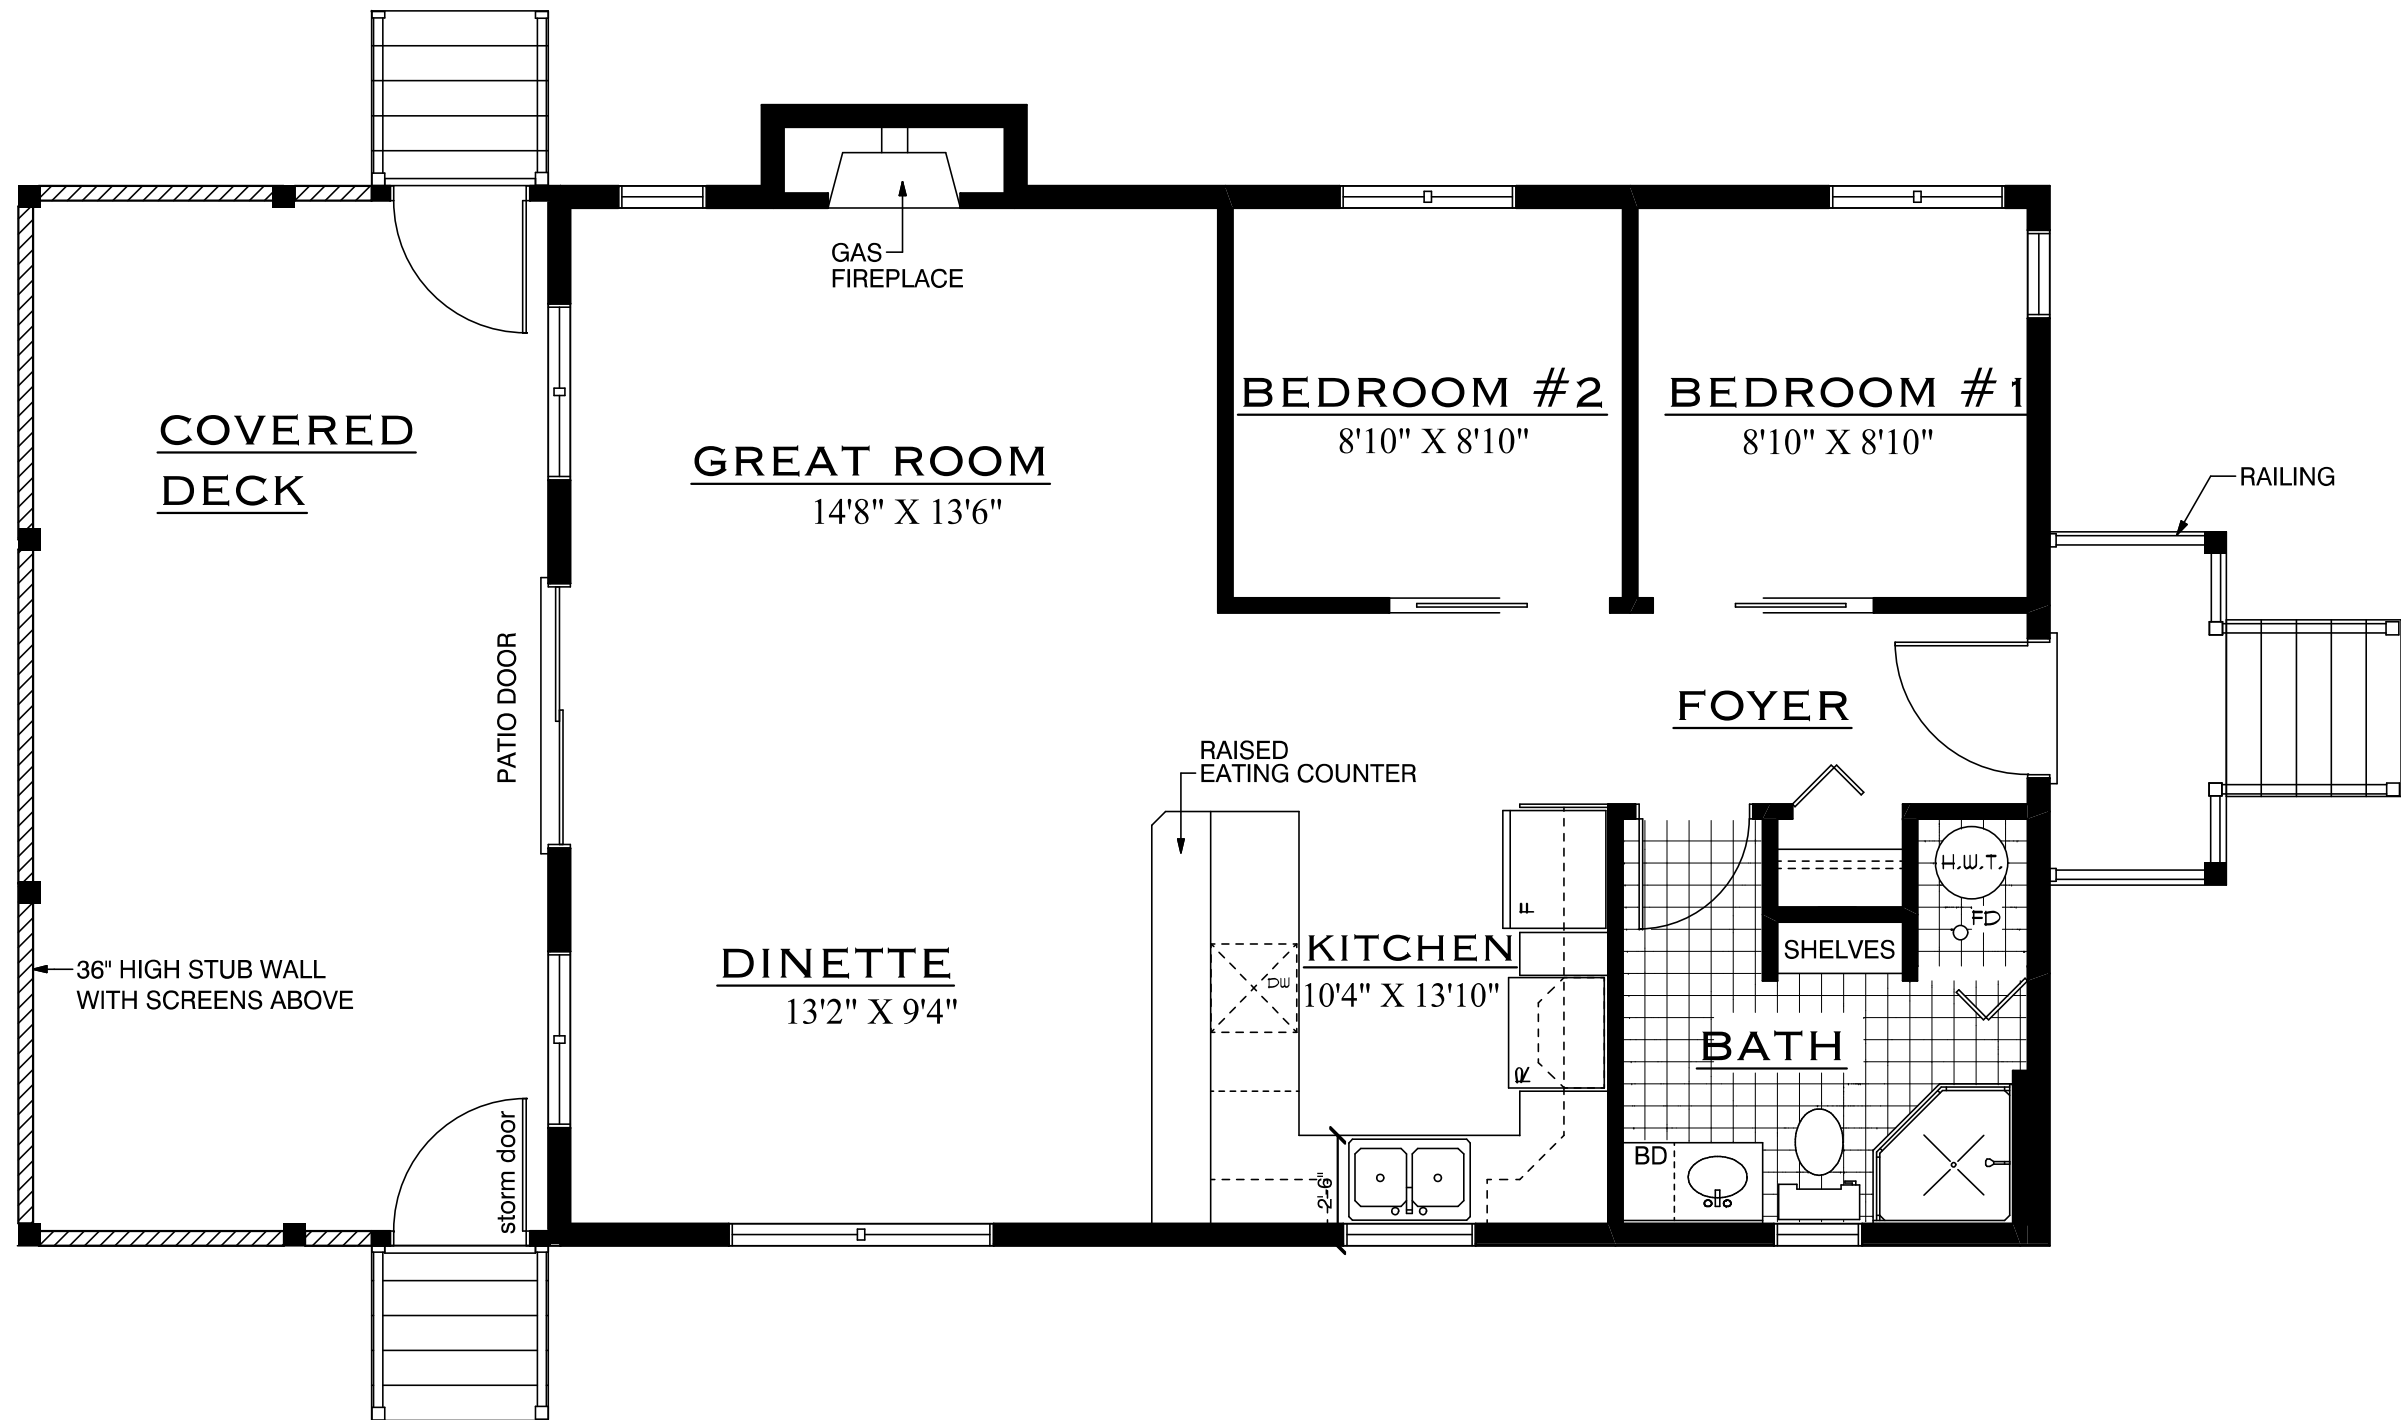 GAS
FIREPLACE
COVERED
DECK
GREAT ROOM
14'8" X 13'6"
BEDROOM #2
8'10" X 8'10"
BEDROOM #1
8'10" X 8'10"
RAILING
PATIO DOOR
FOYER
RAISED
EATING COUNTER
36" HIGH STUB WALL
WITH SCREENS ABOVE
DINETTE
13'2" X 9'4"
KITCHEN
10'4" X 13'10"
F
DW
R
H.W.T.
FD
SHELVES
BATH
BD
2'-6"
storm door